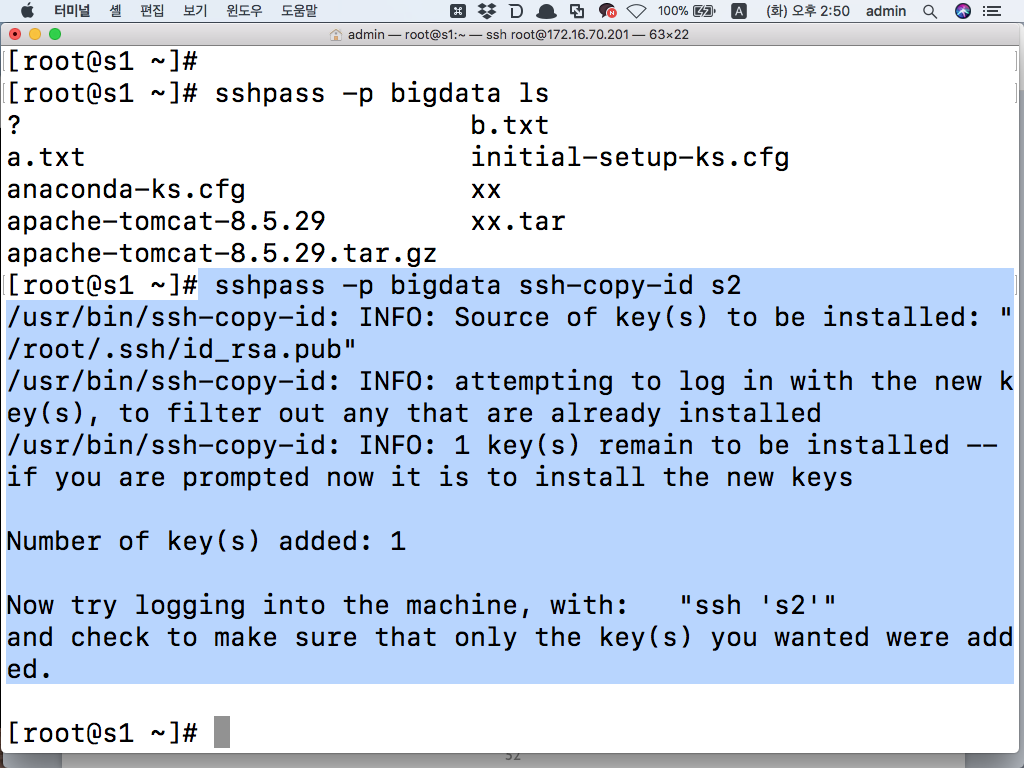 터미널 셸 편집 보기 윈도우 도움말 100% A (화) 오후 2:50 admin
admin — root@s1:~ — ssh root@172.16.70.201 — 63×22
[root@s1 ~]#
[root@s1 ~]# sshpass -p bigdata ls
? b.txt
a.txt initial-setup-ks.cfg
anaconda-ks.cfg xx
apache-tomcat-8.5.29 xx.tar
apache-tomcat-8.5.29.tar.gz
[root@s1 ~]# sshpass -p bigdata ssh-copy-id s2
/usr/bin/ssh-copy-id: INFO: Source of key(s) to be installed: "
/root/.ssh/id_rsa.pub"
/usr/bin/ssh-copy-id: INFO: attempting to log in with the new k
ey(s), to filter out any that are already installed
/usr/bin/ssh-copy-id: INFO: 1 key(s) remain to be installed --
if you are prompted now it is to install the new keys
Number of key(s) added: 1
Now try logging into the machine, with: "ssh 's2'"
and check to make sure that only the key(s) you wanted were add
ed.
[root@s1 ~]#
52